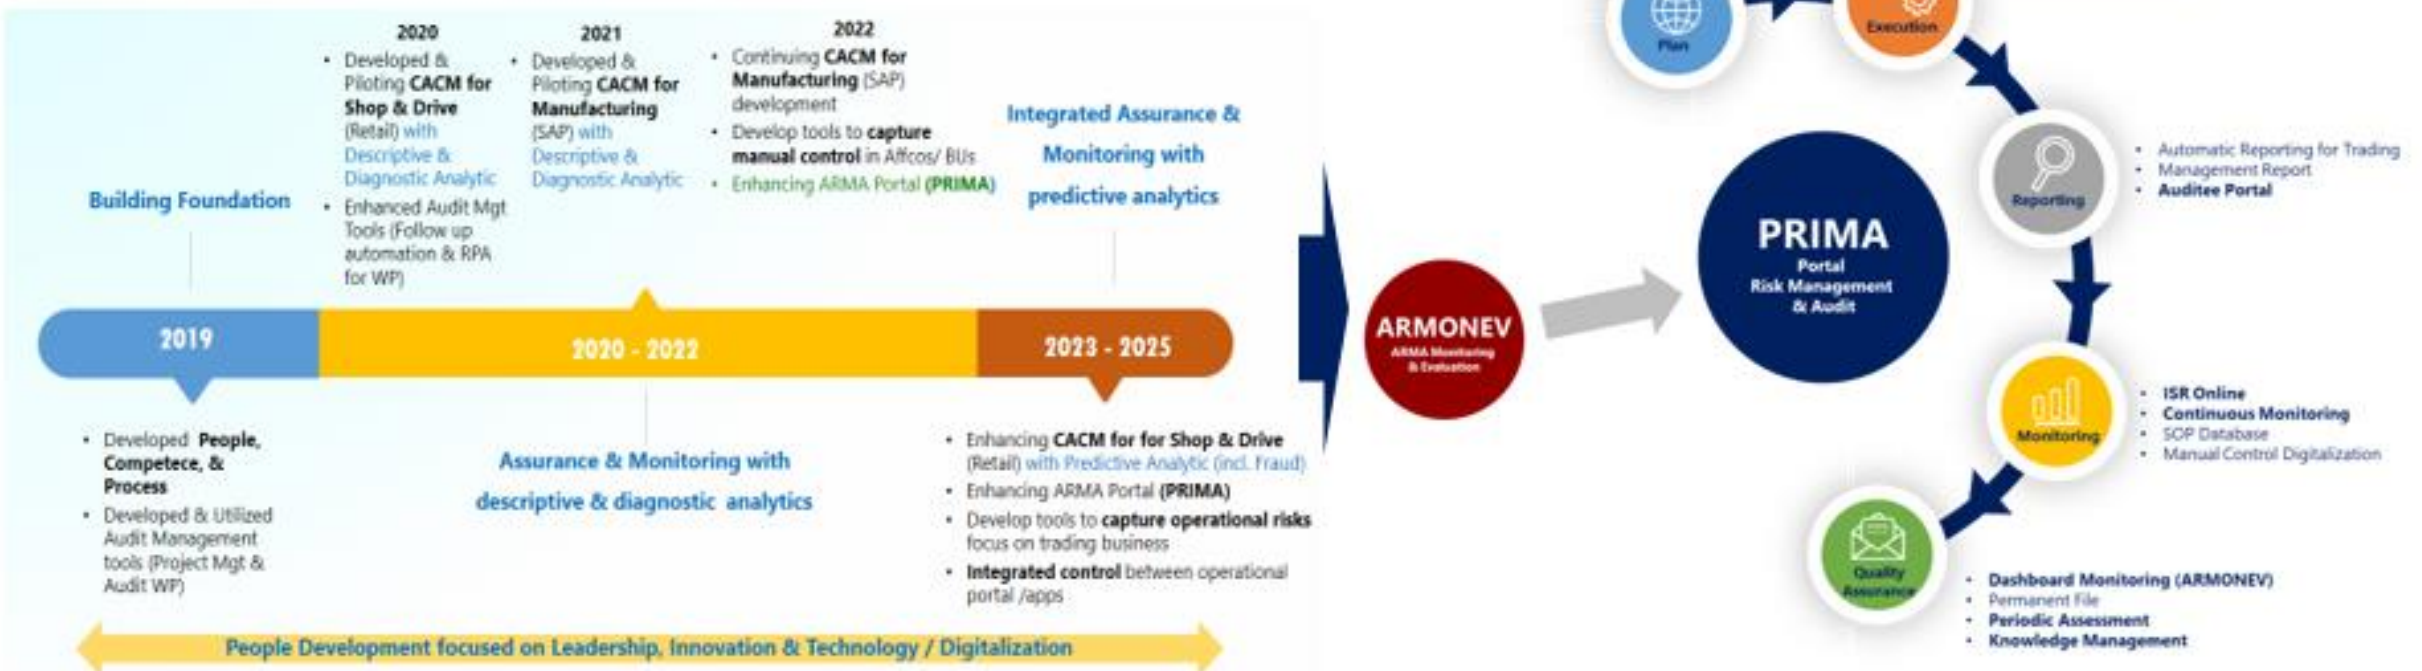 2020
• Developed &
Piloting CACM for
Shop & Drive
(Retail) with
Descriptive &
Diagnostic Analytic
• Enhanced Audit Mgt
Tools (Follow up
automation & RPA
for WP)
2021
• Developed &
Piloting CACM for
Manufacturing
(SAP) with
Descriptive &
Diagnostic Analytic
2022
• Continuing CACM for
Manufacturing (SAP)
development
• Develop tools to capture
manual control in Affcos/ BUs
• Enhancing ARMA Portal (PRIMA)
Building Foundation
Integrated Assurance &
Monitoring with
predictive analytics
2019
2020 - 2022
2023 - 2025
• Developed People,
Competece, &
Process
• Developed & Utilized
Audit Management
tools (Project Mgt &
Audit WP)
Assurance & Monitoring with
descriptive & diagnostic analytics
• Enhancing CACM for for Shop & Drive
(Retail) with Predictive Analytic (incl. Fraud)
• Enhancing ARMA Portal (PRIMA)
• Develop tools to capture operational risks
focus on trading business
• Integrated control between operational
portal /apps
People Development focused on Leadership, Innovation & Technology / Digitalization
ARMONEV
ARMA Monitoring
& Evaluation
PRIMA
Portal
Risk Management
& Audit
Plan
Execution
Reporting
• Automatic Reporting for Trading
• Management Report
• Auditee Portal
Monitoring
• ISR Online
• Continuous Monitoring
• SOP Database
• Manual Control Digitalization
Quality
Assurance
• Dashboard Monitoring (ARMONEV)
• Permanent File
• Periodic Assessment
• Knowledge Management